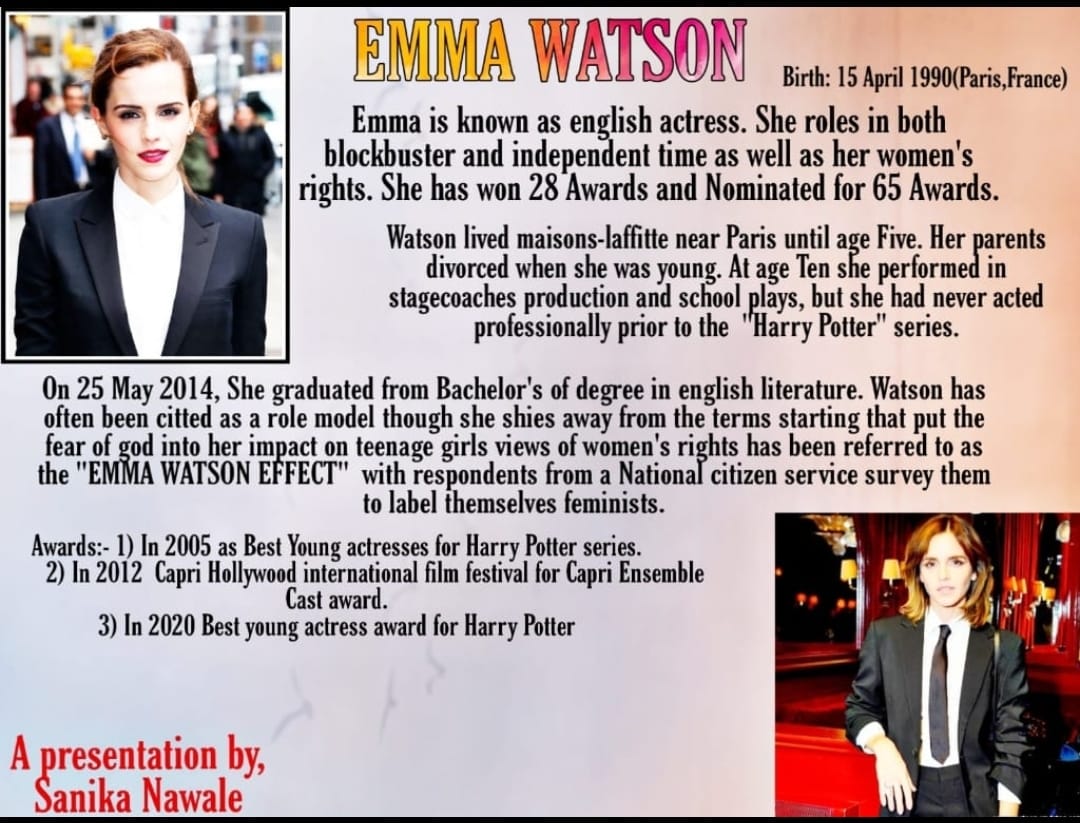 EMMA WATSON
Birth: 15 April 1990(Paris,France)
Emma is known as english actress. She roles in both
blockbuster and independent time as well as her women's
rights. She has won 28 Awards and Nominated for 65 Awards.
Watson lived maisons-laffitte near Paris until age Five. Her parents
divorced when she was young. At age Ten she performed in
stagecoaches production and school plays, but she had never acted
professionally prior to the "Harry Potter" series.
On 25 May 2014, She graduated from Bachelor's of degree in english literature. Watson has
often been citted as a role model though she shies away from the terms starting that put the
fear of god into her impact on teenage girls views of women's rights has been referred to as
the "EMMA WATSON EFFECT" with respondents from a National citizen service survey them
to label themselves feminists.
Awards:- 1) In 2005 as Best Young actresses for Harry Potter series.
2) In 2012 Capri Hollywood international film festival for Capri Ensemble
Cast award.
3) In 2020 Best young actress award for Harry Potter
A presentation by,
Sanika Nawale